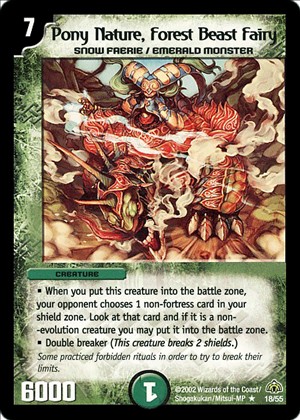 7 Pony Nature, Forest Beast Fairy
SNOW FAERIE / EMERALD MONSTER
CREATURE
▪ When you put this creature into the battle zone,
your opponent chooses 1 non-fortress card in your
shield zone. Look at that card and if it is a non-
-evolution creature you may put it into the battle zone.
▪ Double breaker (This creature breaks 2 shields.)
Some practiced forbidden rituals in order to try to break their
limits.
6000
1
©2002 Wizards of the Coast/
Shogakukan/Mitsui-MP ★ 18/55